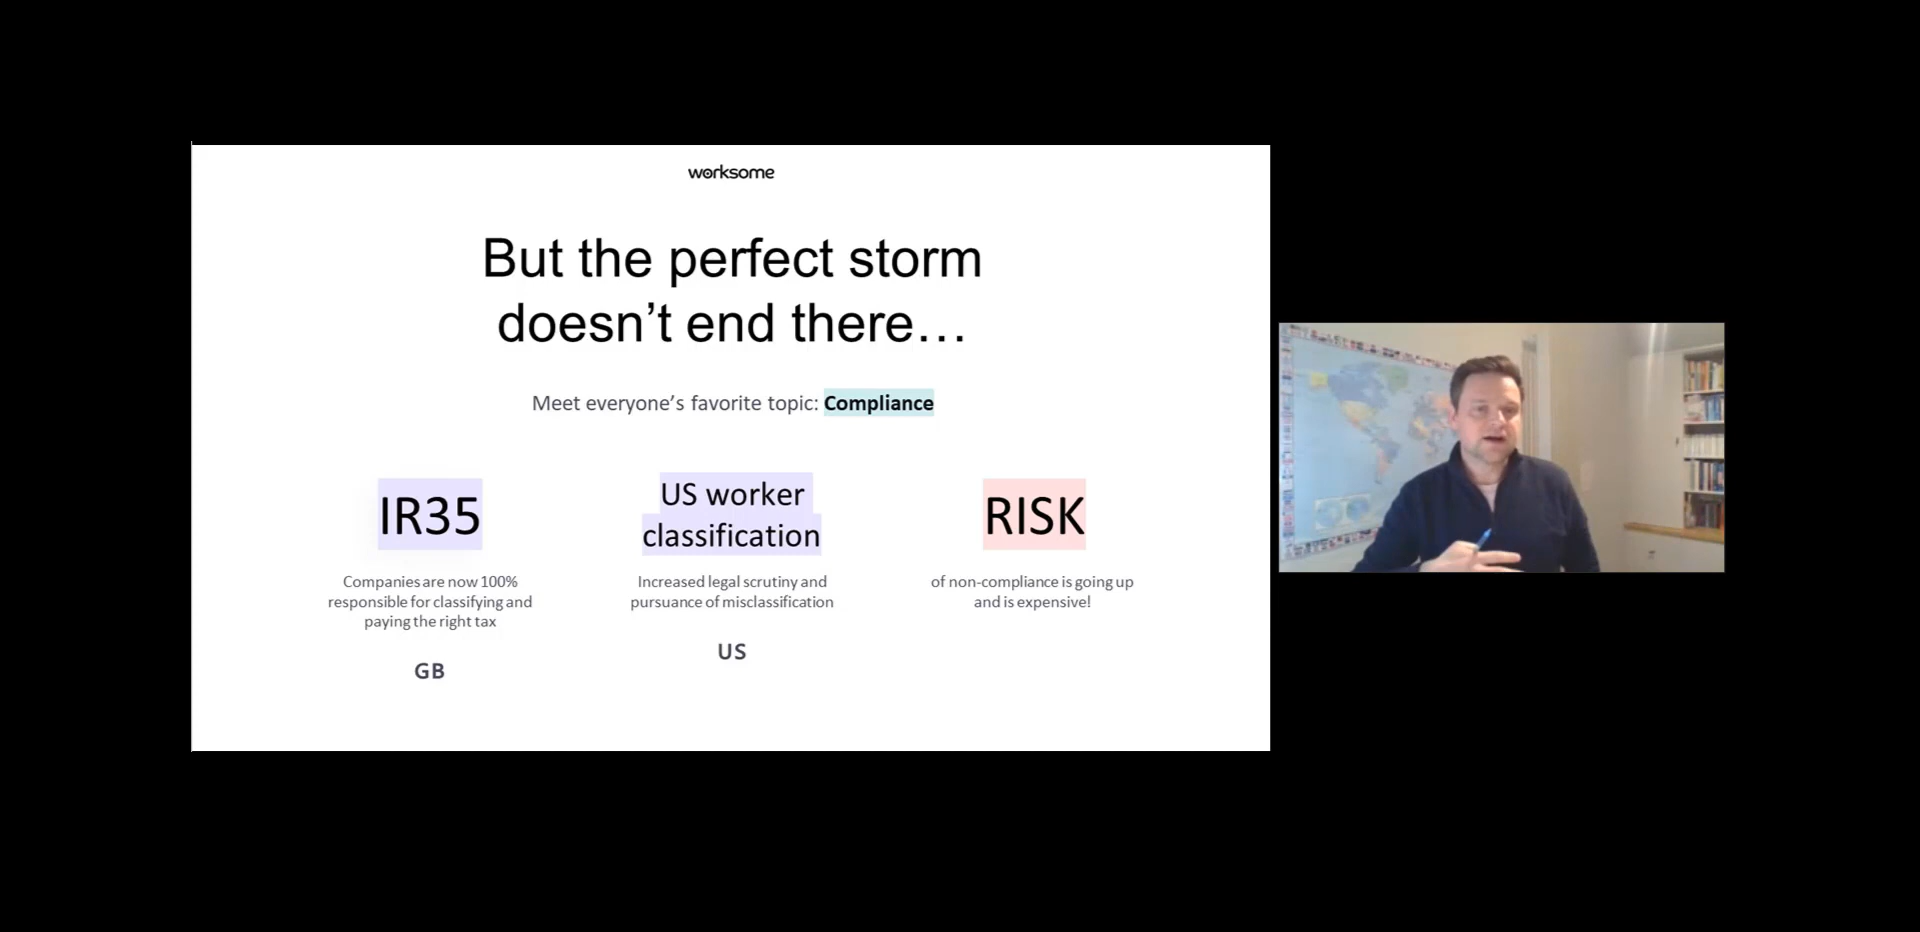 worksome
But the perfect storm
doesn’t end there…
Meet everyone’s favorite topic: Compliance
IR35
Companies are now 100%
responsible for classifying and
paying the right tax
GB
US worker
classification
Increased legal scrutiny and
pursuance of misclassification
US
RISK
of non-compliance is going up
and is expensive!